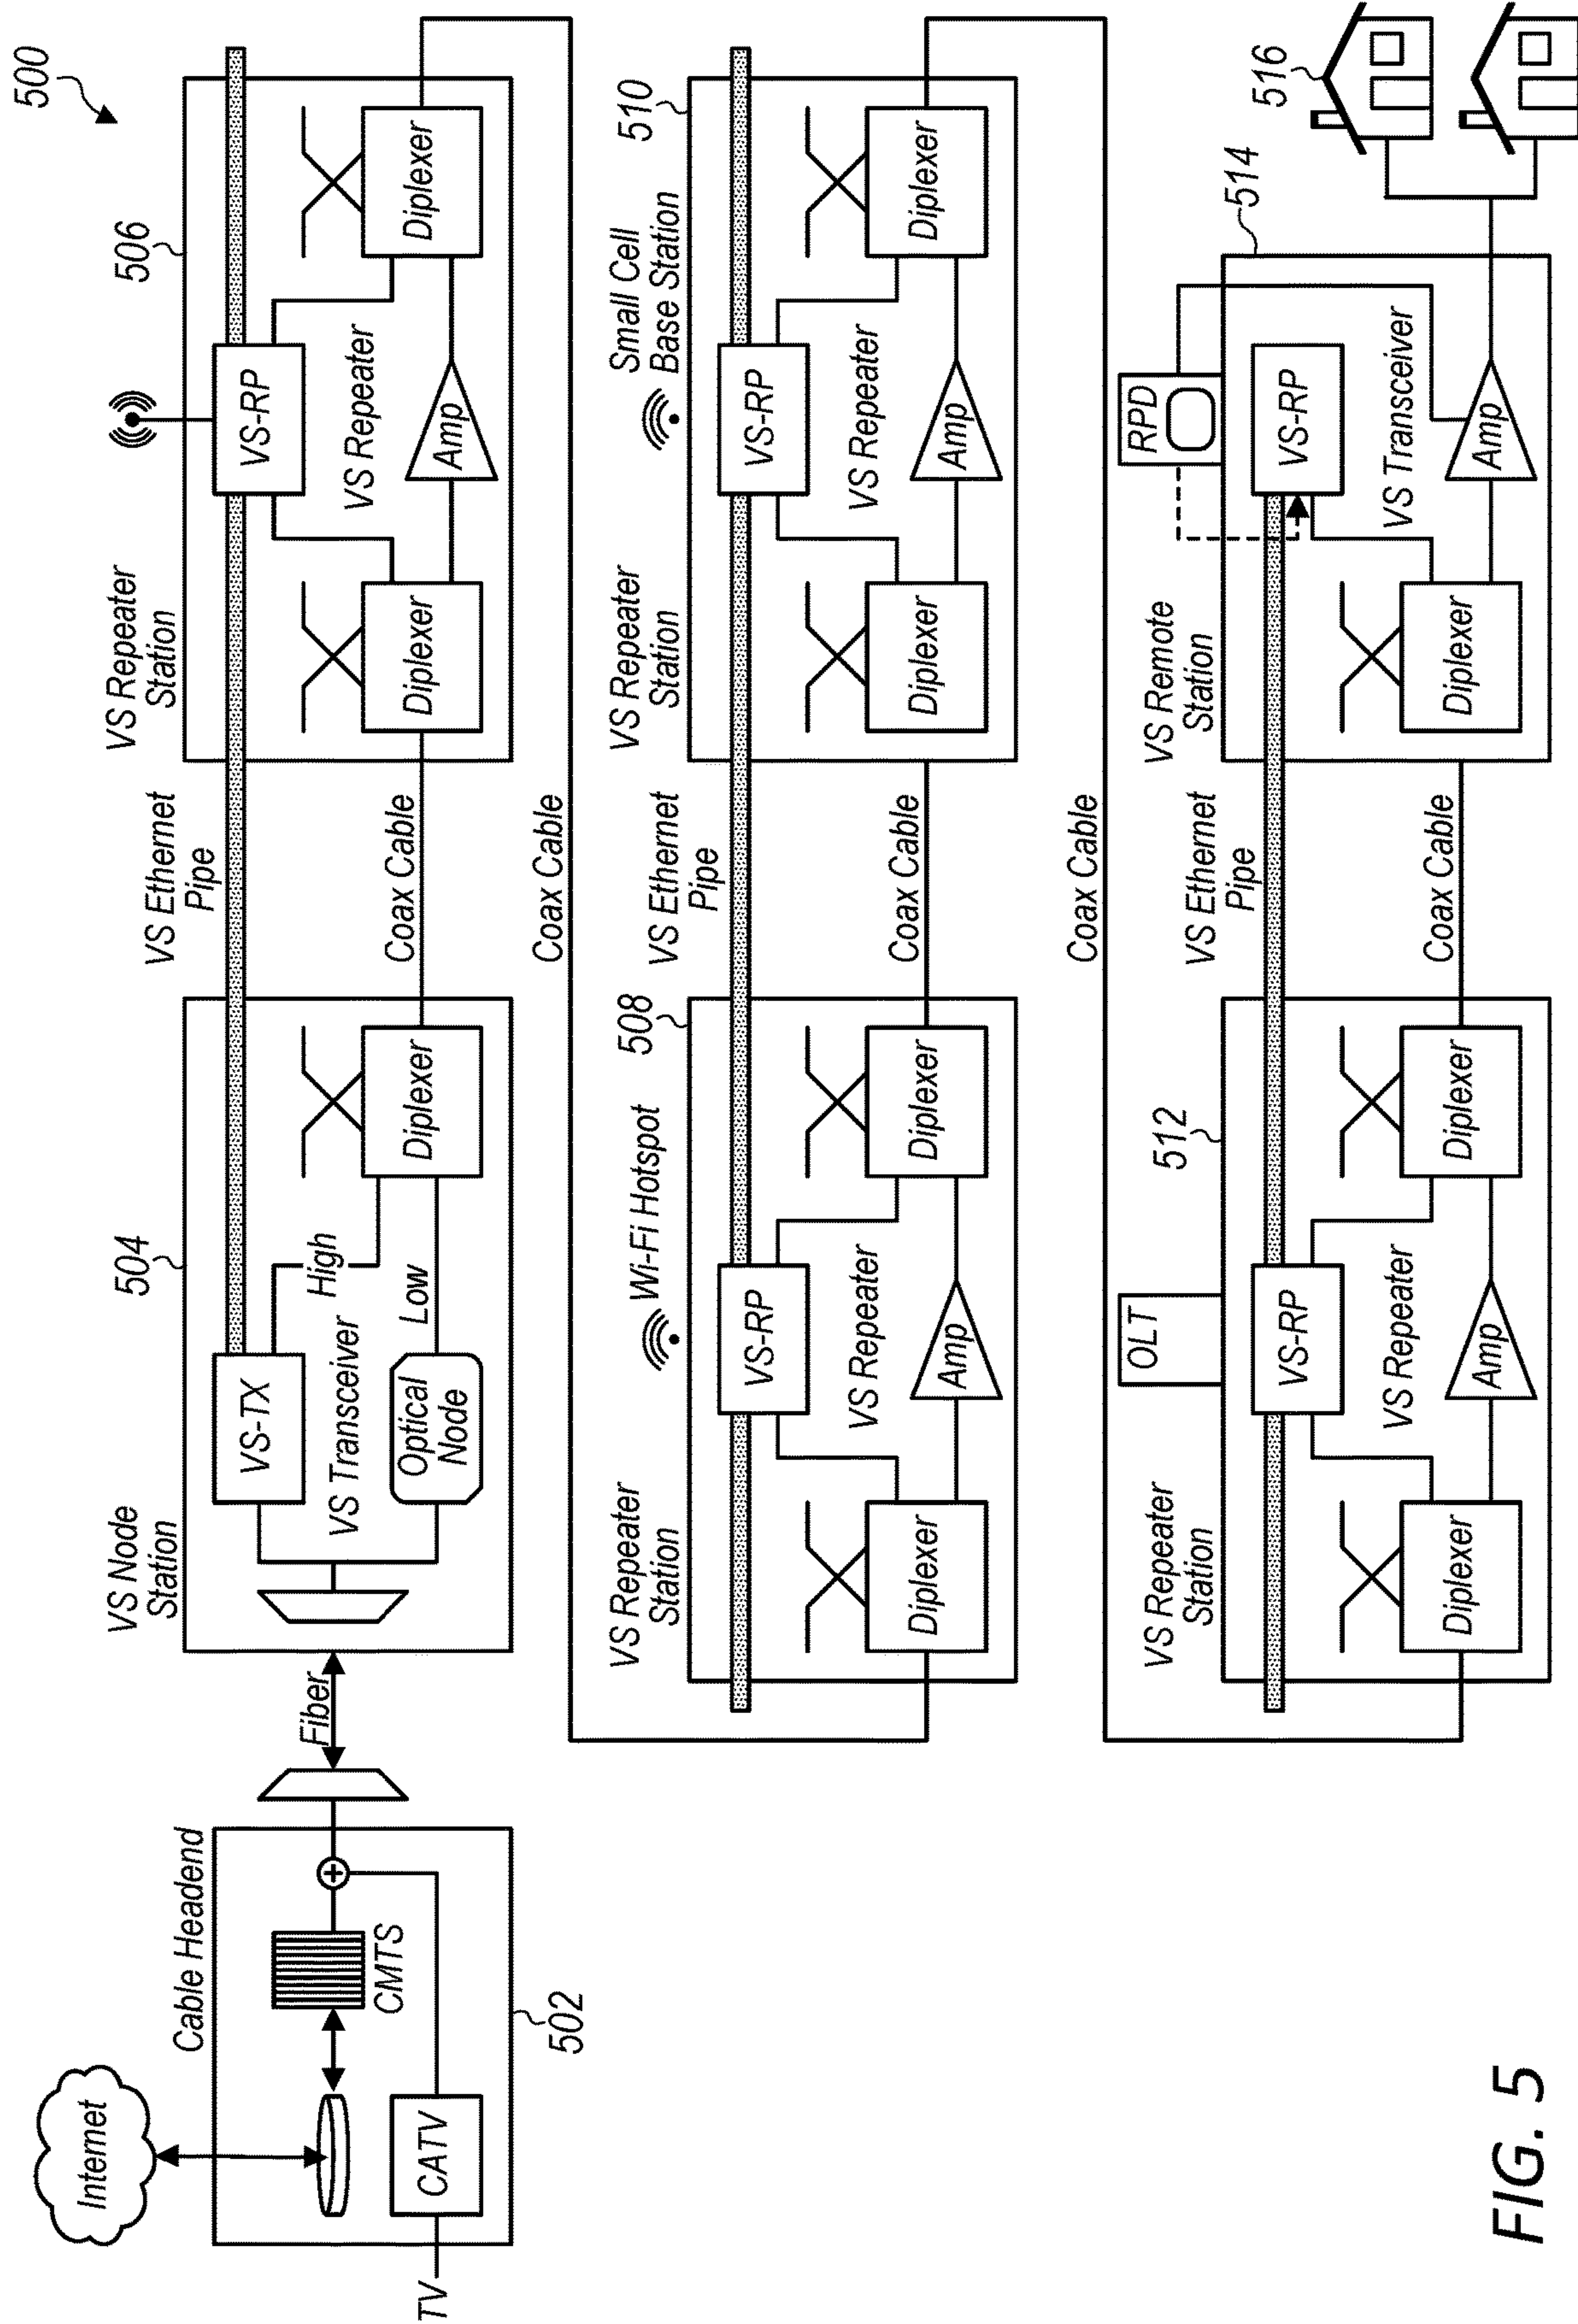 500
Internet
TV
Cable Headend
CATV
CMTS
502
Fiber
VS Node
Station
504
VS-TX
VS Transceiver
High
Optical
Node
Low
Diplexer
VS Ethernet
Pipe
Coax Cable
VS Repeater
Station
506
VS-RP
VS Repeater
Diplexer
Amp
Diplexer
Coax Cable
VS Repeater
Station
Wi-Fi Hotspot
508
VS-RP
VS Repeater
Diplexer
Amp
Diplexer
VS Ethernet
Pipe
Coax Cable
VS Repeater
Station
Small Cell
Base Station
510
VS-RP
VS Repeater
Diplexer
Amp
Diplexer
Coax Cable
VS Repeater
Station
OLT
512
VS-RP
VS Repeater
Diplexer
Amp
Diplexer
VS Ethernet
Pipe
Coax Cable
VS Remote
Station
RPD
514
VS-RP
VS Transceiver
Diplexer
Amp
516
FIG. 5